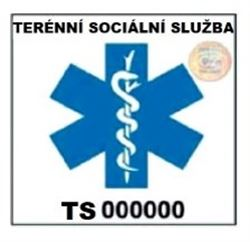 TERÉNNÍ SOCIÁLNÍ SLUŽBA
TS 000000